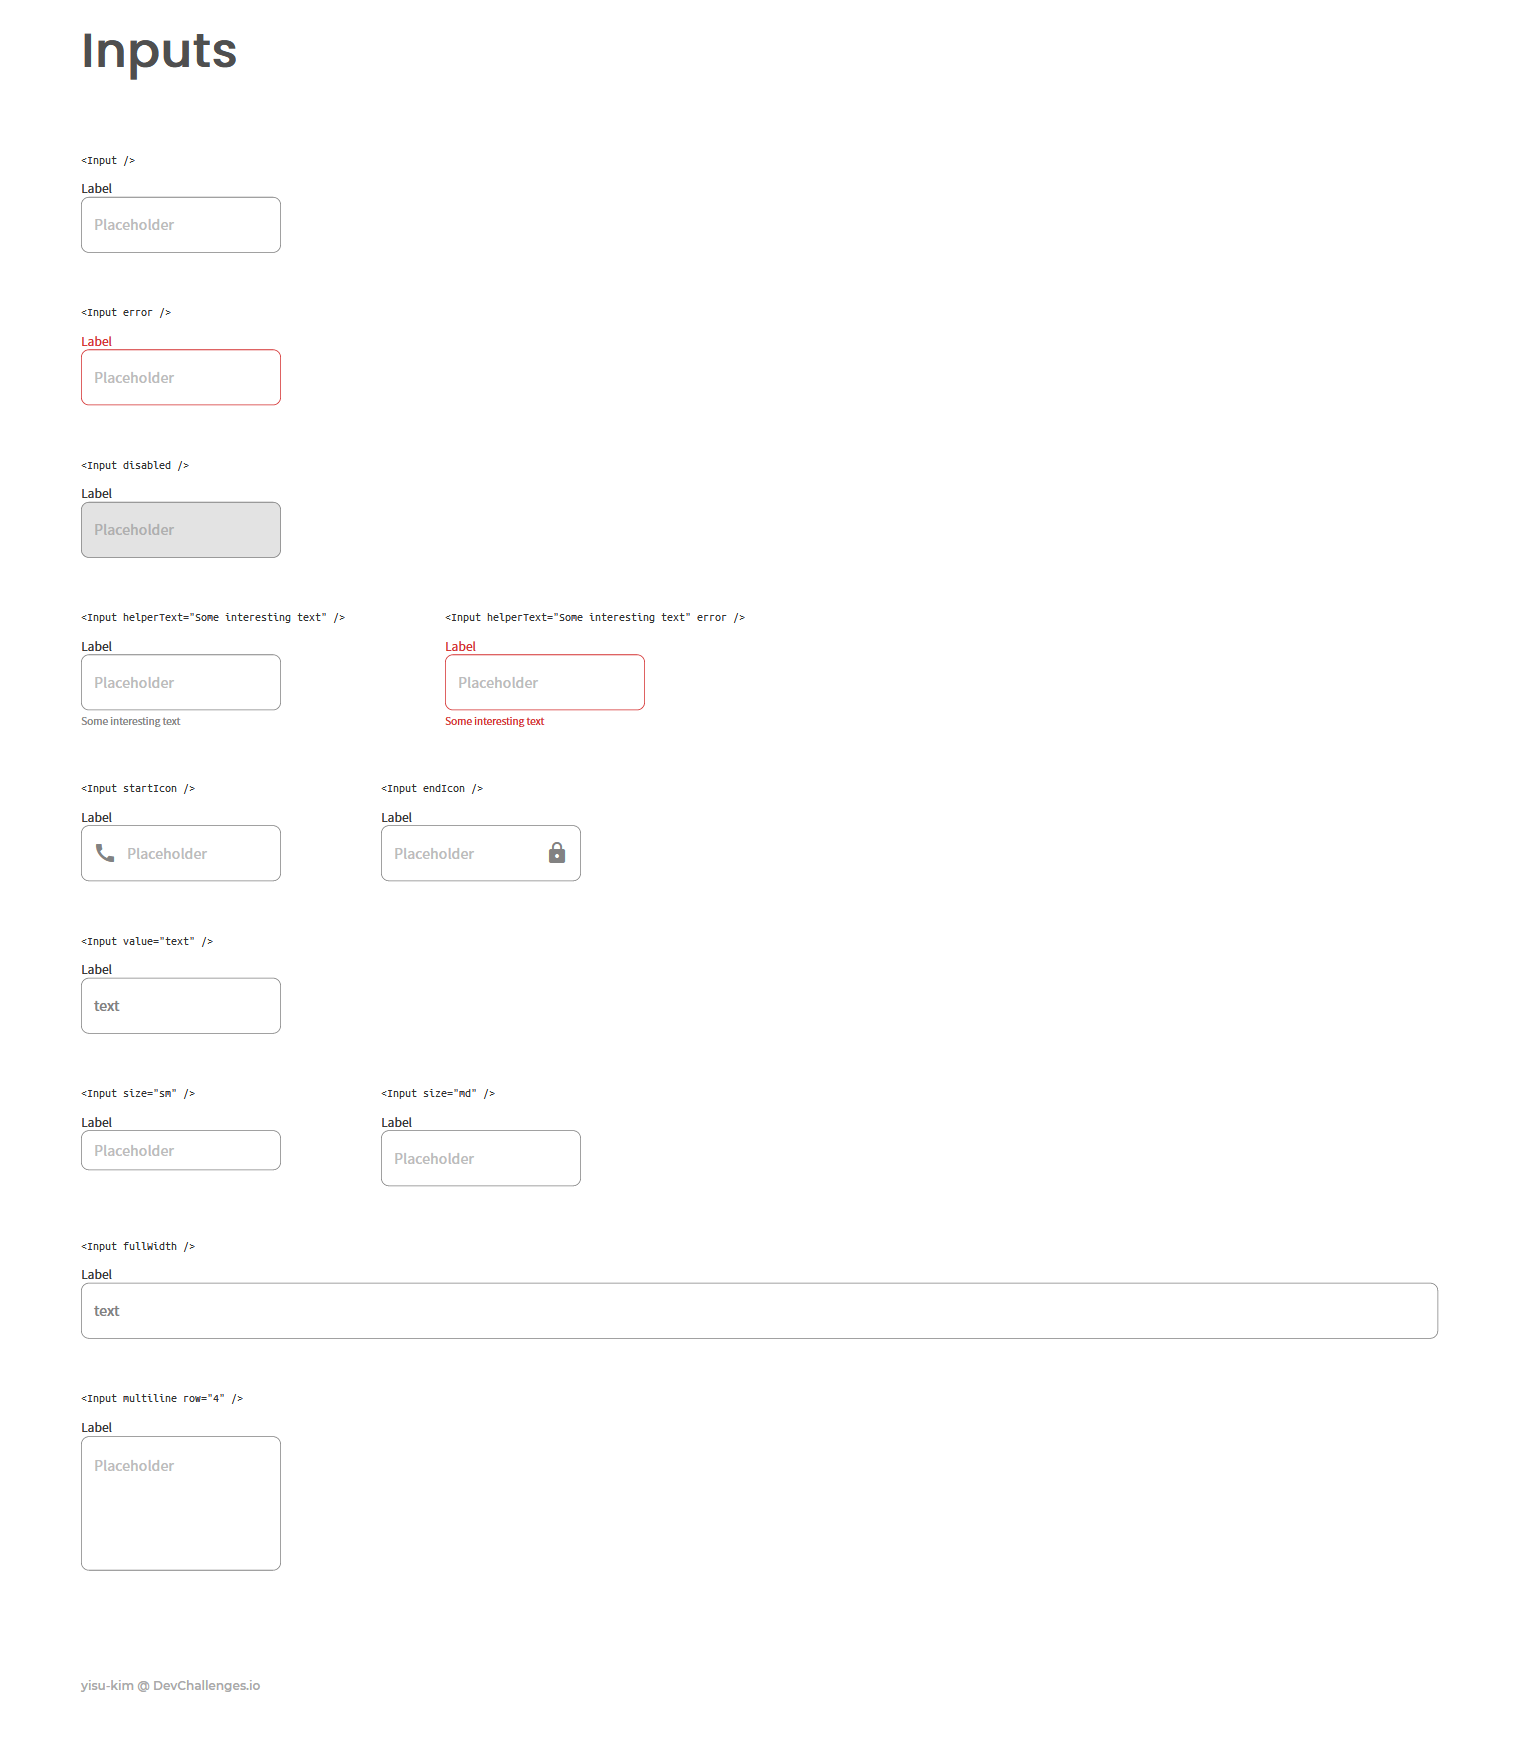 Inputs
<Input />
Label
Placeholder
<Input error />
Label
Placeholder
<Input disabled />
Label
Placeholder
<Input helperText="Some interesting text" />
Label
Placeholder
Some interesting text
<Input helperText="Some interesting text" error />
Label
Placeholder
Some interesting text
<Input startIcon />
Label
Placeholder
<Input endIcon />
Label
Placeholder
<Input value="text" />
Label
text
<Input size="sm" />
Label
Placeholder
<Input size="md" />
Label
Placeholder
<Input fullWidth />
Label
text
<Input multiline row="4" />
Label
Placeholder
yisu-kim @ DevChallenges.io